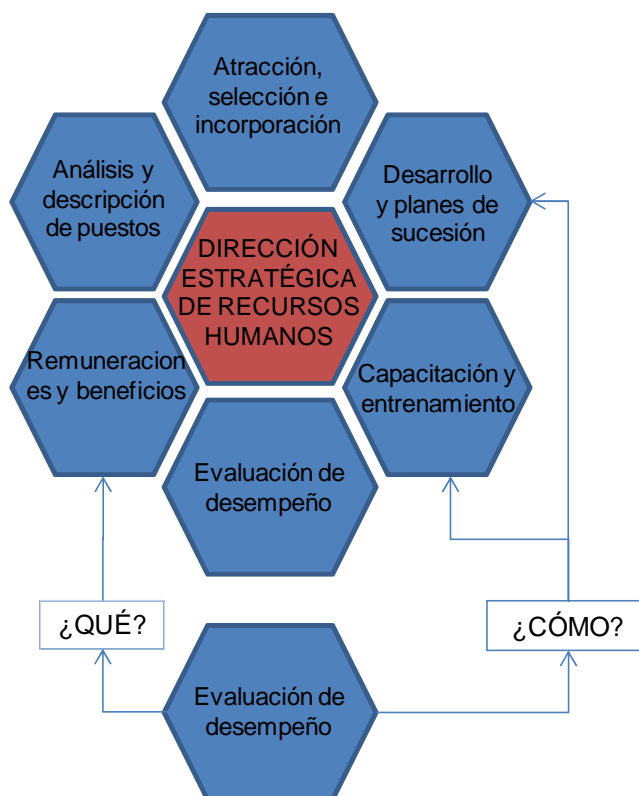 Atracción,
selección e
incorporación
Análisis y
descripción
de puestos
Desarrollo
y planes de
sucesión
DIRECCIÓN
ESTRATÉGICA
DE RECURSOS
HUMANOS
Remuneracion
es y beneficios
Capacitación y
entrenamiento
Evaluación de
desempeño
¿QUÉ?
¿CÓMO?
Evaluación de
desempeño